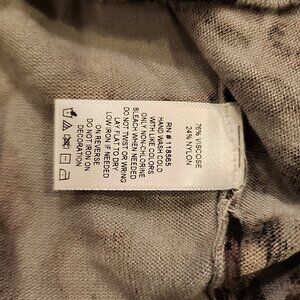 76% VISCOSE
24% NYLON
RN # 118565
HAND WASH COLD
WITH LIKE COLORS
ONLY NON-CHLORINE
BLEACH WHEN NEEDED
DO NOT TWIST OR WRING
LAY FLAT TO DRY
LOW IRON IF NEEDED
ON REVERSE
DO NOT IRON ON
DECORATION